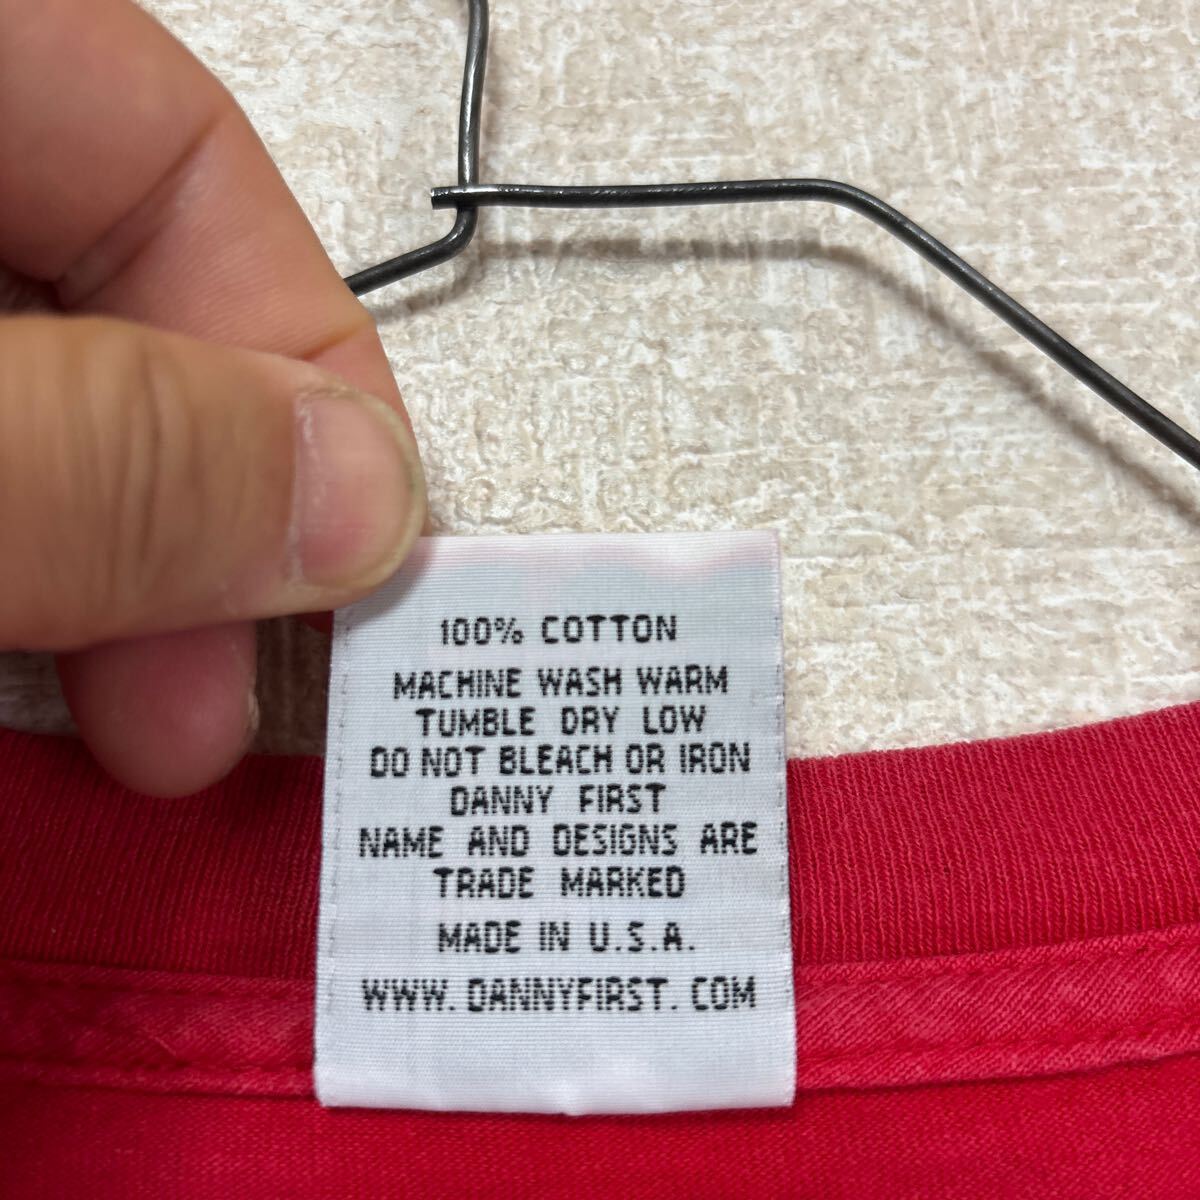 100% COTTON
MACHINE WASH WARM
TUMBLE DRY LOW
DO NOT BLEACH OR IRON
DANNY FIRST
NAME AND DESIGNS ARE
TRADE MARKED
MADE IN U.S.A.
WWW.DANNYFIRST.COM